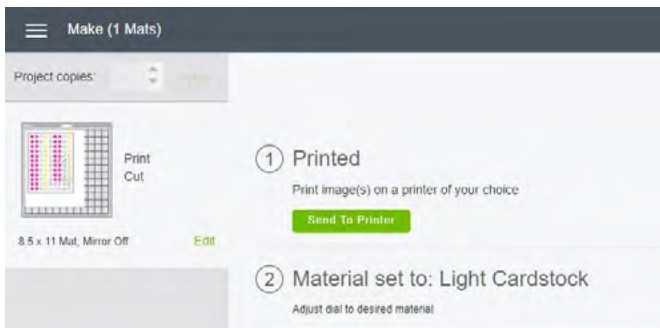 Make (1 Mats)
Project copies:
Print
Cut
8.5 x 11 Mat, Mirror Off
Edit
1 Printed
Print image(s) on a printer of your choice
Send To Printer
2 Material set to: Light Cardstock
Adjust dial to desired material